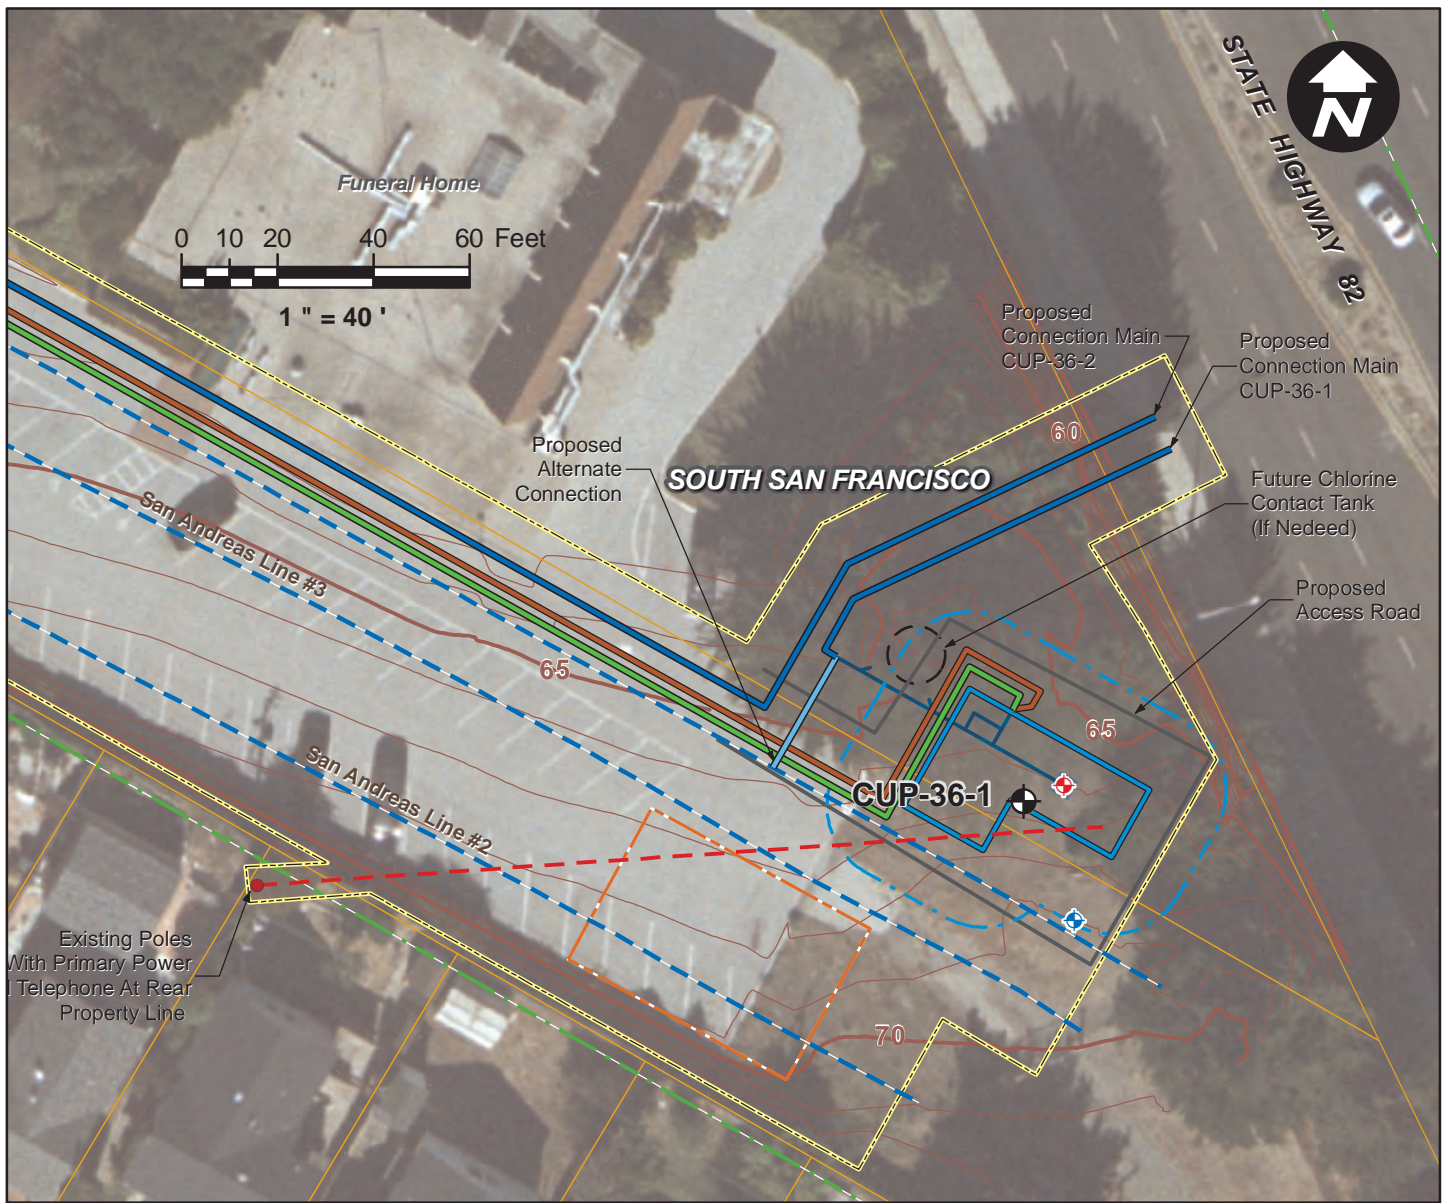 N
STATE HIGHWAY 82
Funeral Home
0 10 20 40 60 Feet
1 " = 40 '
Proposed
Connection Main
CUP-36-2
Proposed
Connection Main
CUP-36-1
60
Proposed
Alternate
Connection
SOUTH SAN FRANCISCO
Future Chlorine
Contact Tank
(If Nedeed)
San Andreas Line #3
Proposed
Access Road
65
65
San Andreas Line #2
CUP-36-1
Existing Poles
With Primary Power
Telephone At Rear
Property Line
70